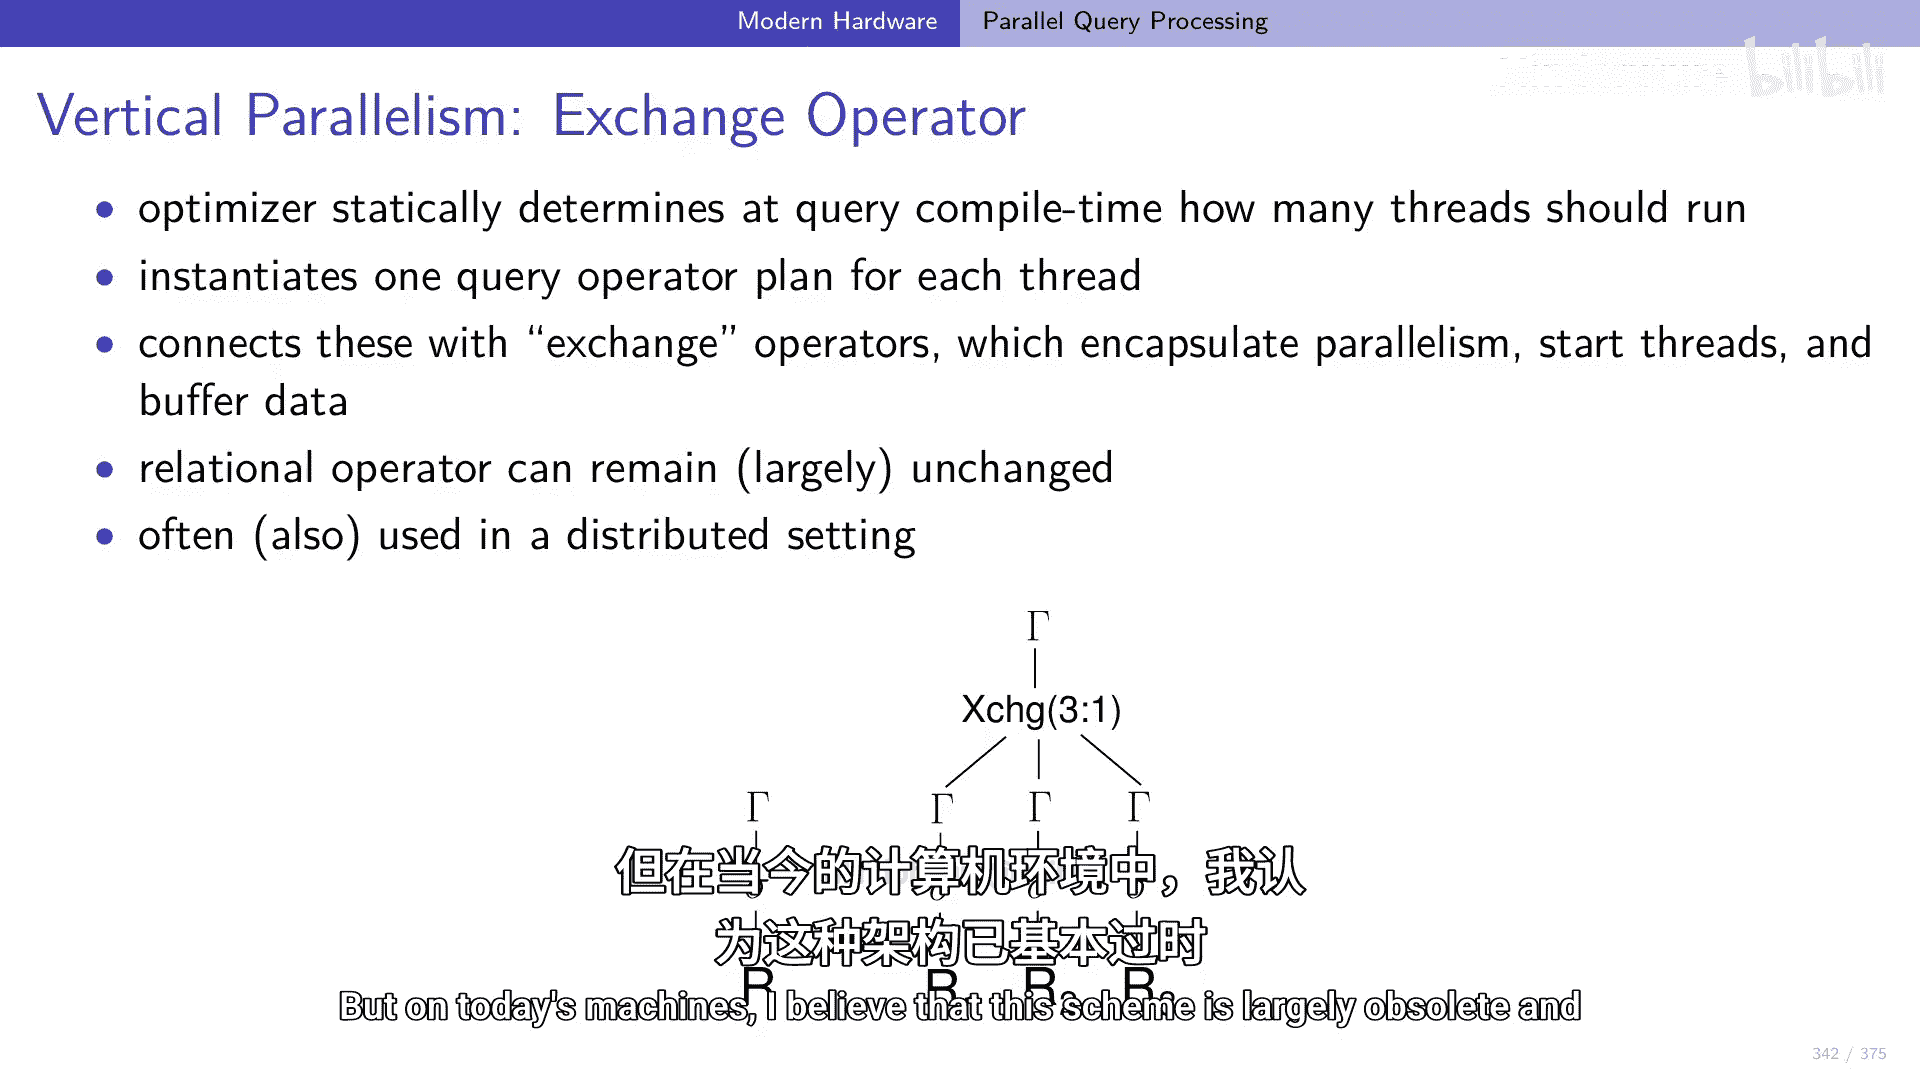 Modern Hardware
Parallel Query Processing
bilibili
Vertical Parallelism: Exchange Operator
• optimizer statically determines at query compile-time how many threads should run
• instantiates one query operator plan for each thread
• connects these with “exchange” operators, which encapsulate parallelism, start threads, and
buffer data
• relational operator can remain (largely) unchanged
• often (also) used in a distributed setting
Γ
Xchg(3:1)
Γ Γ Γ Γ
但在当今的计算机环境中，我认
为这种架构已基本过时
R R R R
But on today's machines, I believe that this scheme is largely obsolete and
342 / 375